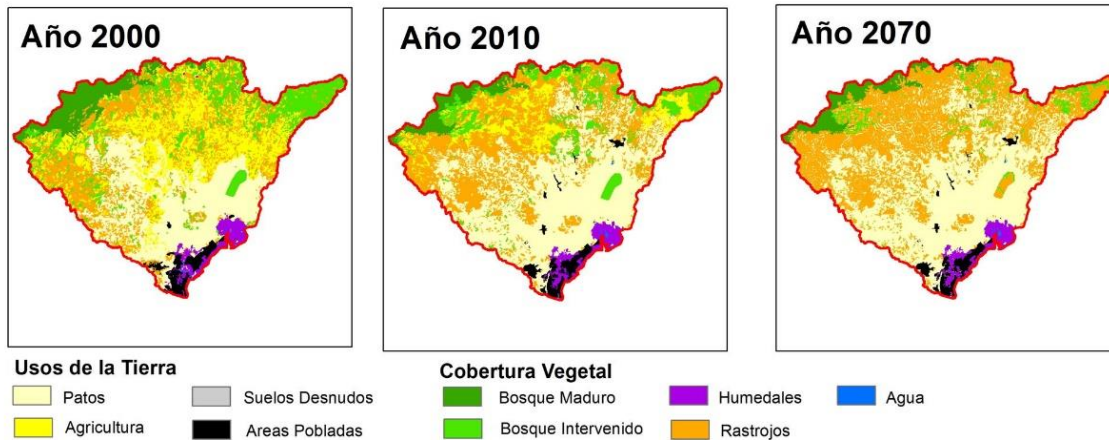 Año 2000
Año 2010
Año 2070
Usos de la Tierra
Patos
Suelos Desnudos
Agricultura
Areas Pobladas
Cobertura Vegetal
Bosque Maduro
Humedales
Agua
Bosque Intervenido
Rastrojos